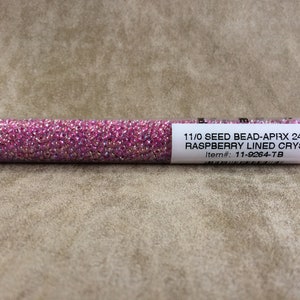 11/0 SEED BEAD-APRX 24
RASPBERRY LINED CRYS
Item#: 11-9264-TB